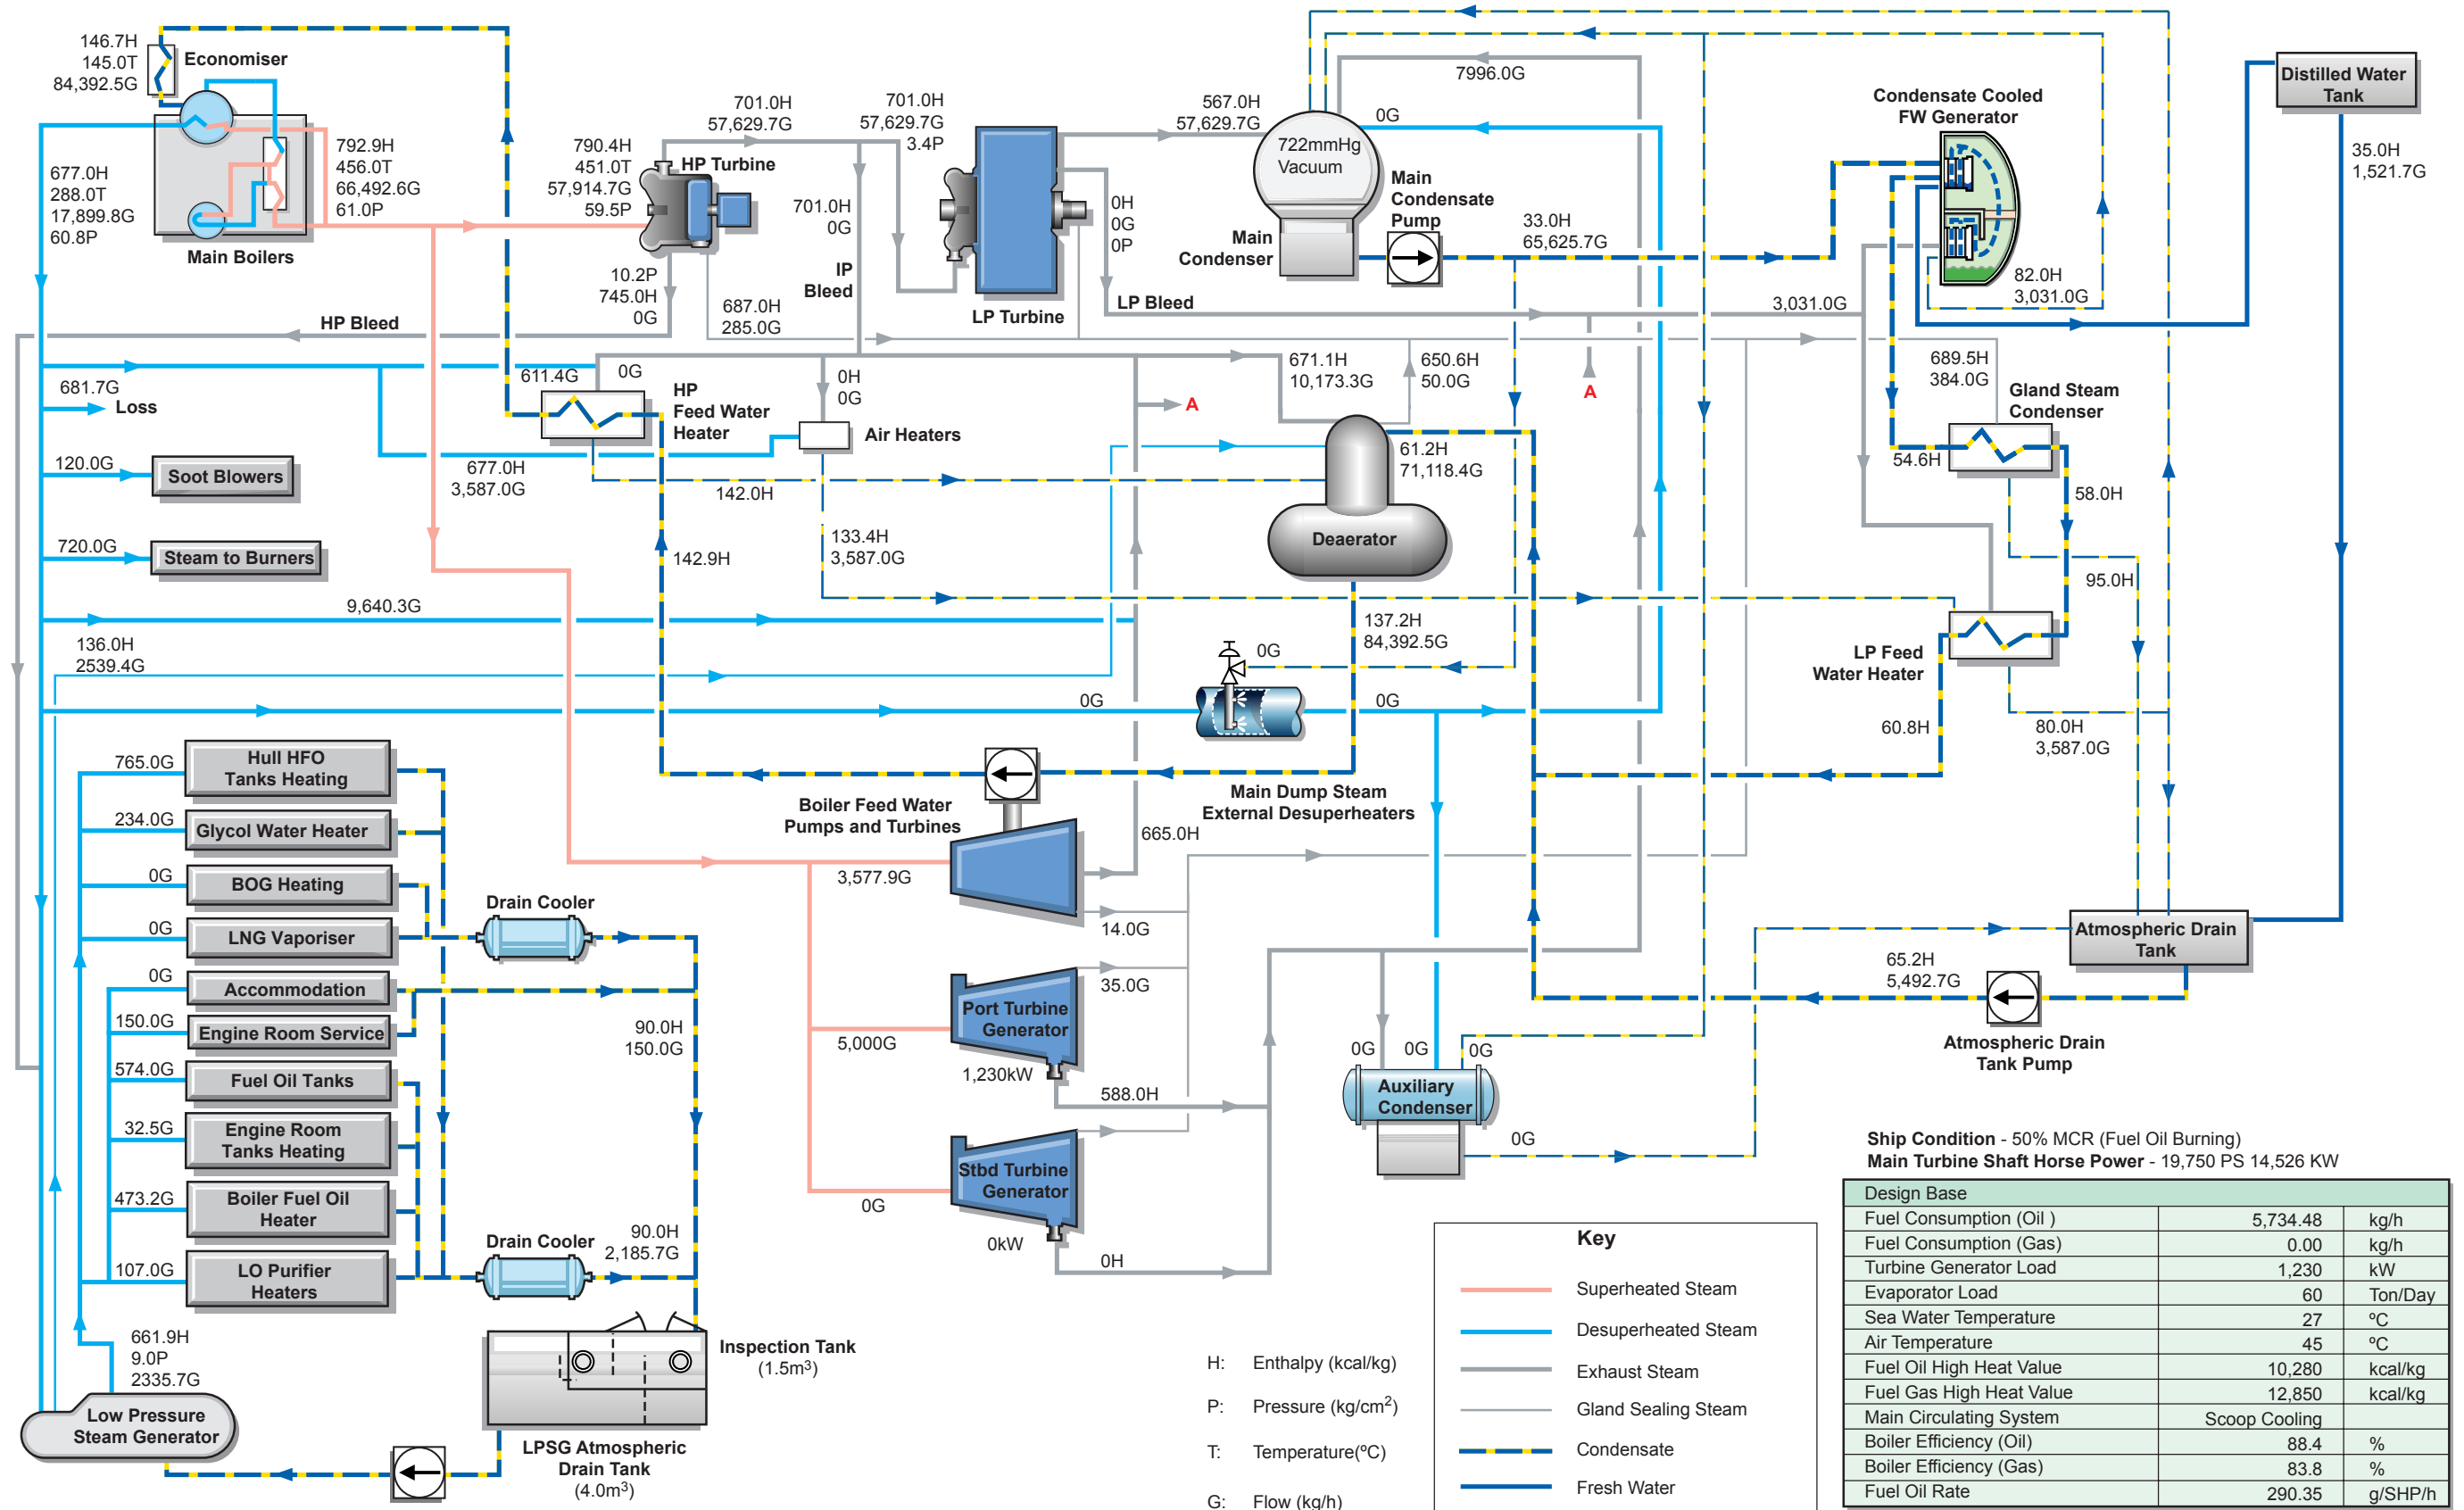 146.7H
145.0T
84,392.5G
Economiser
677.0H
288.0T
17,899.8G
60.8P
Main Boilers
792.9H
456.0T
66,492.6G
61.0P
701.0H
57,629.7G
790.4H
451.0T
57,914.7G
59.5P
HP Turbine
10.2P
745.0H
0G
687.0H
285.0G
HP Bleed
701.0H
0G
IP
Bleed
701.0H
57,629.7G
3.4P
LP Turbine
0H
0G
0P
LP Bleed
567.0H
57,629.7G
7996.0G
0G
722mmHg
Vacuum
Main
Condenser
Main
Condensate
Pump
33.0H
65,625.7G
Condensate Cooled
FW Generator
82.0H
3,031.0G
3,031.0G
Distilled Water
Tank
35.0H
1,521.7G
681.7G
Loss
120.0G
Soot Blowers
720.0G
Steam to Burners
9,640.3G
136.0H
2539.4G
611.4G
0G
HP
Feed Water
Heater
0H
0G
Air Heaters
677.0H
3,587.0G
142.0H
142.9H
133.4H
3,587.0G
A
671.1H
10,173.3G
650.6H
50.0G
A
61.2H
71,118.4G
Deaerator
137.2H
84,392.5G
689.5H
384.0G
Gland Steam
Condenser
54.6H
58.0H
95.0H
LP Feed
Water Heater
60.8H
80.0H
3,587.0G
0G
0G
0G
Main Dump Steam
External Desuperheaters
Boiler Feed Water
Pumps and Turbines
665.0H
3,577.9G
14.0G
35.0G
Port Turbine
Generator
5,000G
1,230kW
588.0H
Stbd Turbine
Generator
0G
0kW
0H
0G
0G
0G
Auxiliary
Condenser
0G
Atmospheric Drain
Tank
65.2H
5,492.7G
Atmospheric Drain
Tank Pump
765.0G
Hull HFO
Tanks Heating
234.0G
Glycol Water Heater
0G
BOG Heating
0G
LNG Vaporiser
0G
Accommodation
150.0G
Engine Room Service
574.0G
Fuel Oil Tanks
32.5G
Engine Room
Tanks Heating
473.2G
Boiler Fuel Oil
Heater
107.0G
LO Purifier
Heaters
Drain Cooler
90.0H
150.0G
Drain Cooler
90.0H
2,185.7G
661.9H
9.0P
2335.7G
Low Pressure
Steam Generator
Inspection Tank
(1.5m³)
LPSG Atmospheric
Drain Tank
(4.0m³)
H: Enthalpy (kcal/kg)
P: Pressure (kg/cm²)
T: Temperature(ºC)
G: Flow (kg/h)
Key
Superheated Steam
Desuperheated Steam
Exhaust Steam
Gland Sealing Steam
Condensate
Fresh Water
Ship Condition - 50% MCR (Fuel Oil Burning)
Main Turbine Shaft Horse Power - 19,750 PS 14,526 KW
Design Base
Fuel Consumption (Oil ) 5,734.48 kg/h
Fuel Consumption (Gas) 0.00 kg/h
Turbine Generator Load 1,230 kW
Evaporator Load 60 Ton/Day
Sea Water Temperature 27 ºC
Air Temperature 45 ºC
Fuel Oil High Heat Value 10,280 kcal/kg
Fuel Gas High Heat Value 12,850 kcal/kg
Main Circulating System Scoop Cooling
Boiler Efficiency (Oil) 88.4 %
Boiler Efficiency (Gas) 83.8 %
Fuel Oil Rate 290.35 g/SHP/h